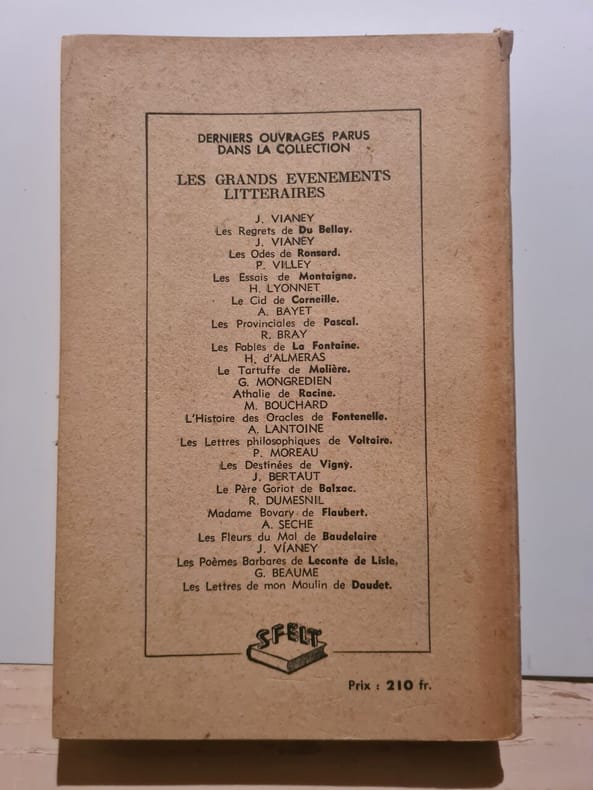 DERNIERS OUVRAGES PARUS
DANS LA COLLECTION
LES GRANDS EVENEMENTS
LITTERAIRES
J. VIANEY
Les Regrets de Du Bellay.
J. VIANEY
Les Odes de Ronsard.
P. VILLEY
Les Essais de Montaigne.
H. LYONNET
Le Cid de Corneille.
A. BAYET
Les Provinciales de Pascal.
R. BRAY
Les Fables de La Fontaine.
H. d'ALMERAS
Le Tartuffe de Molière.
G. MONGREDIEN
Athalie de Racine.
M. BOUCHARD
L'Histoire des Oracles de Fontenelle.
A. LANTOINE
Les Lettres philosophiques de Voltaire.
P. MOREAU
Les Destinées de Vigny.
J. BERTAUT
Le Père Goriot de Balzac.
R. DUMESNIL
Madame Bovary de Flaubert.
A. SECHE
Les Fleurs du Mal de Baudelaire
J. VIANEY
Les Poèmes Barbares de Leconte de Lisle.
G. BEAUME
Les Lettres de mon Moulin de Daudet.
SFELT
Prix : 210 fr.